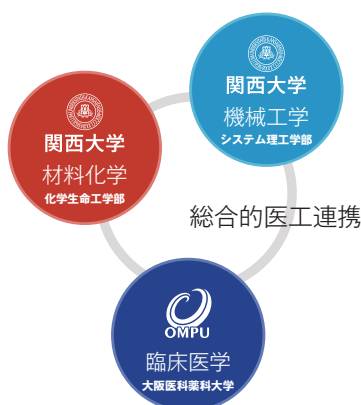 関西大学
機械工学
システム理工学部
関西大学
材料化学
化学生命工学部
総合的医工連携
OMPU
臨床医学
大阪医科薬科大学